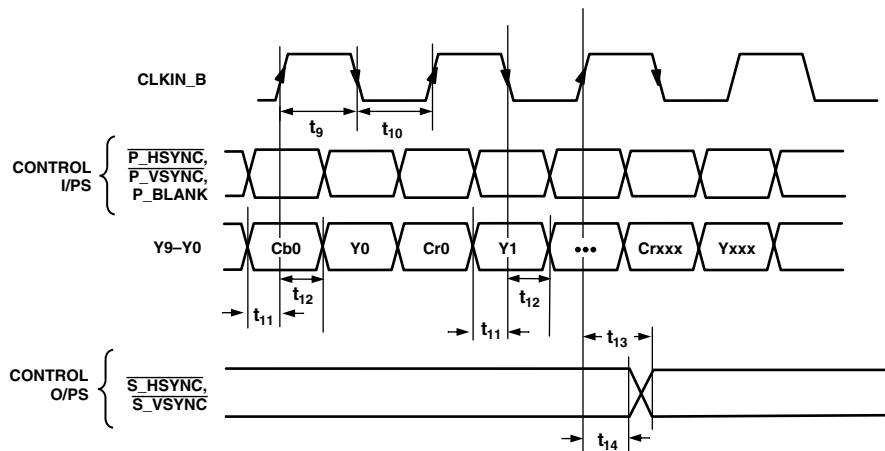 CLKIN_B
t9
t10
CONTROL
I/PS
P_HSYNC,
P_VSYNC,
P_BLANK
Y9–Y0
Cb0
Y0
Cr0
Y1
•••
Crxxx
Yxxx
t12
t12
t11
t11
t13
CONTROL
O/PS
S_HSYNC,
S_VSYNC
t14